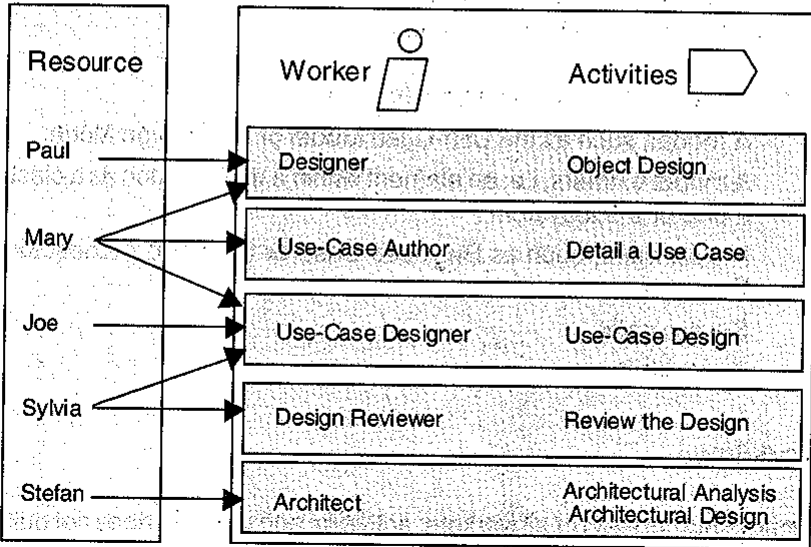 Resource
Worker
Activities
Paul
Designer
Object Design
Mary
Use-Case Author
Detail a Use Case
Joe
Use-Case Designer
Use-Case Design
Sylvia
Design Reviewer
Review the Design
Stefan
Architect
Architectural Analysis
Architectural Design